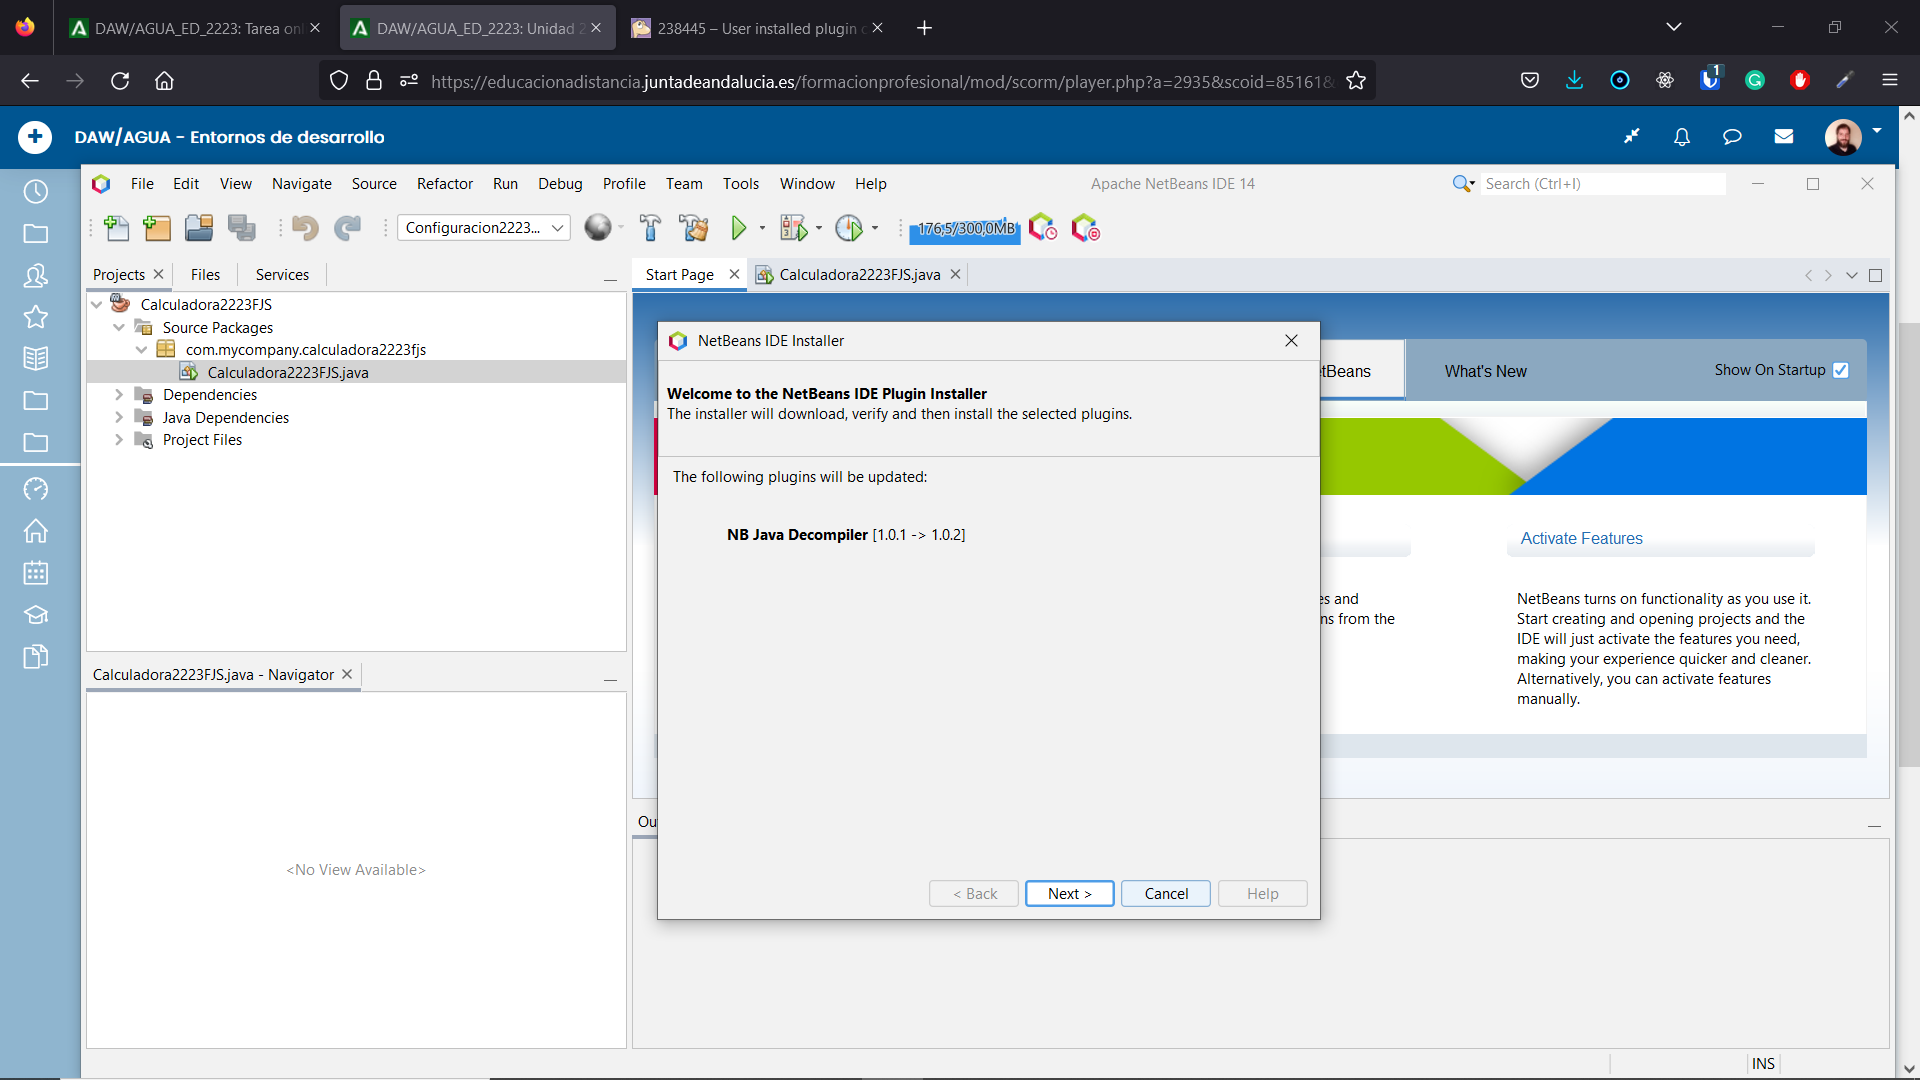 DAW/AGUA_ED_2223: Tarea onl
DAW/AGUA_ED_2223: Unidad 2
238445 – User installed plugin c
https://educacionadistancia.juntadeandalucia.es/formacionprofesional/mod/scorm/player.php?a=2935&scoid=85161&
1
DAW/AGUA - Entornos de desarrollo
File Edit View Navigate Source Refactor Run Debug Profile Team Tools Window Help
Apache NetBeans IDE 14
Search (Ctrl+I)
Configuracion2223...
176,5/300,0MB
Projects Files Services
Start Page Calculadora2223FJS.java
Calculadora2223FJS
Source Packages
com.mycompany.calculadora2223fjs
Calculadora2223FJS.java
Dependencies
Java Dependencies
Project Files
Calculadora2223FJS.java - Navigator
<No View Available>
NetBeans IDE Installer
Welcome to the NetBeans IDE Plugin Installer
The installer will download, verify and then install the selected plugins.
The following plugins will be updated:
NB Java Decompiler [1.0.1 -> 1.0.2]
< Back Next > Cancel Help
tBeans What's New Show On Startup
Activate Features
es and
ns from the
NetBeans turns on functionality as you use it.
Start creating and opening projects and the
IDE will just activate the features you need,
making your experience quicker and cleaner.
Alternatively, you can activate features
manually.
Ou
INS